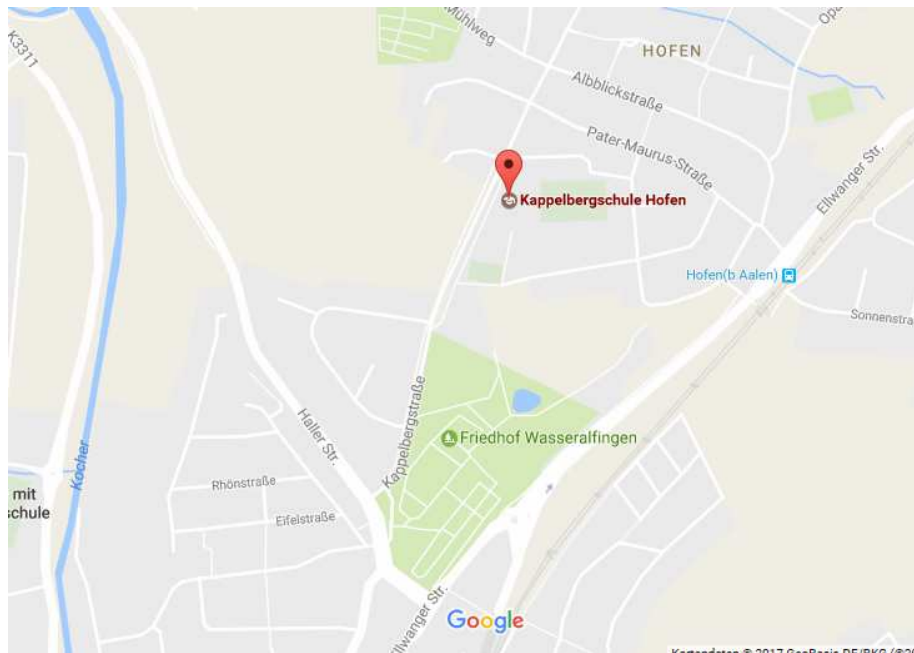 K3311
Mühlweg
HOFEN
Albblickstraße
Pater-Maurus-Straße
Ellwanger Str.
Kappelbergschule Hofen
Hofen(b Aalen)
Sonnenstra
Kappelbergstraße
Haller Str.
Friedhof Wasseralfingen
Kocher
Rhönstraße
mit
schule
Eifelstraße
Ellwanger Str.
Google